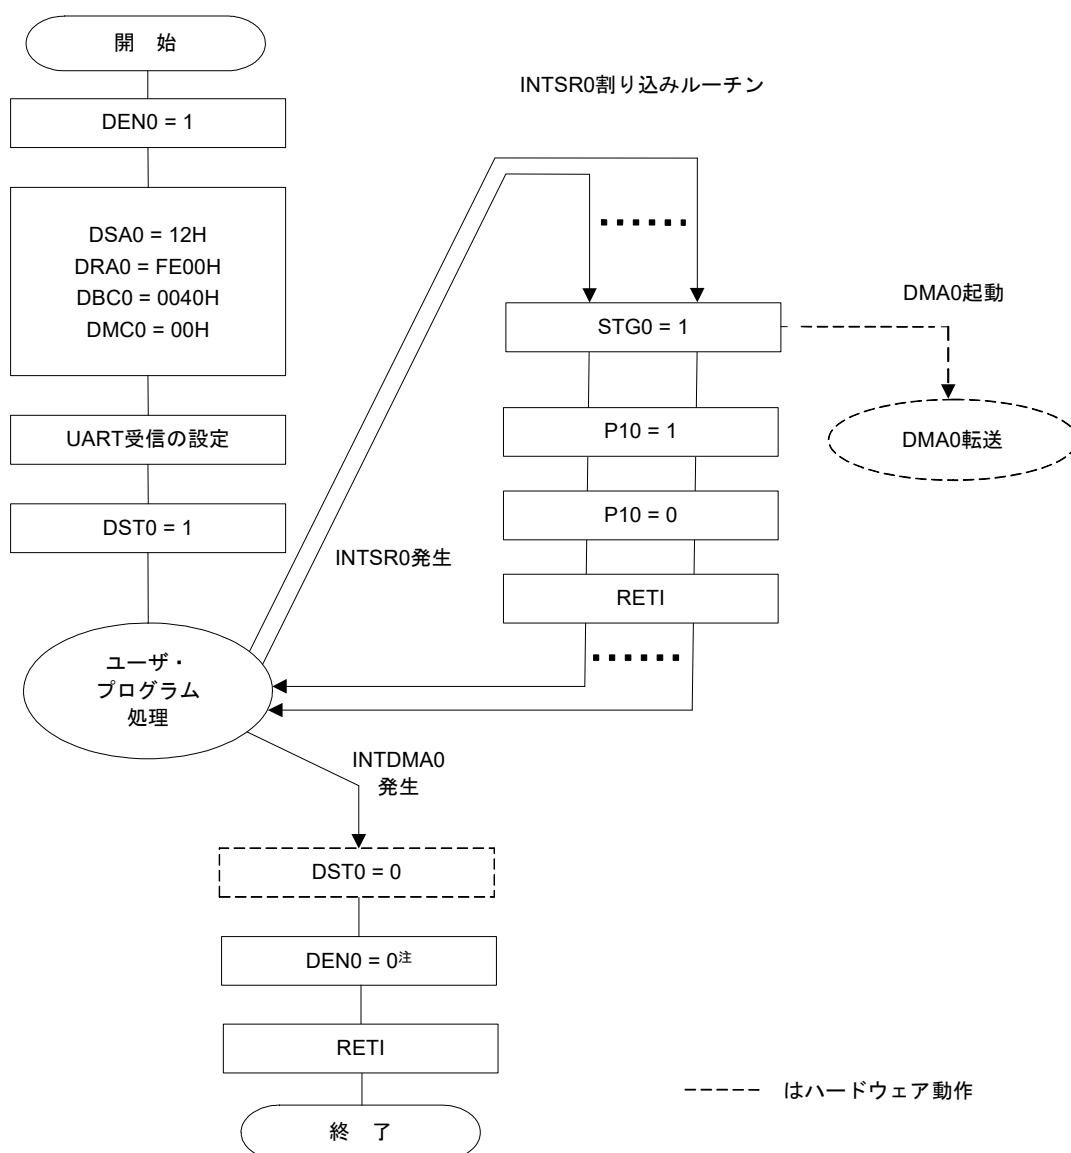 開 始
DEN0 = 1
DSA0 = 12H
DRA0 = FE00H
DBC0 = 0040H
DMC0 = 00H
UART受信の設定
DST0 = 1
ユーザ・
プログラム
処理
INTSR0発生
INTSR0割り込みルーチン
STG0 = 1
P10 = 1
P10 = 0
RETI
DMA0起動
DMA0転送
INTDMA0
発生
DST0 = 0
DEN0 = 0注
RETI
終 了
はハードウェア動作